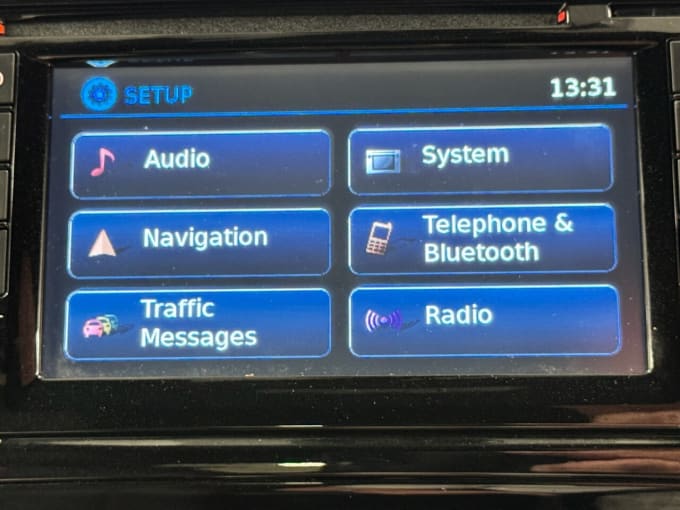 SETUP
13:31
Audio
System
Navigation
Telephone &
Bluetooth
Traffic
Messages
Radio